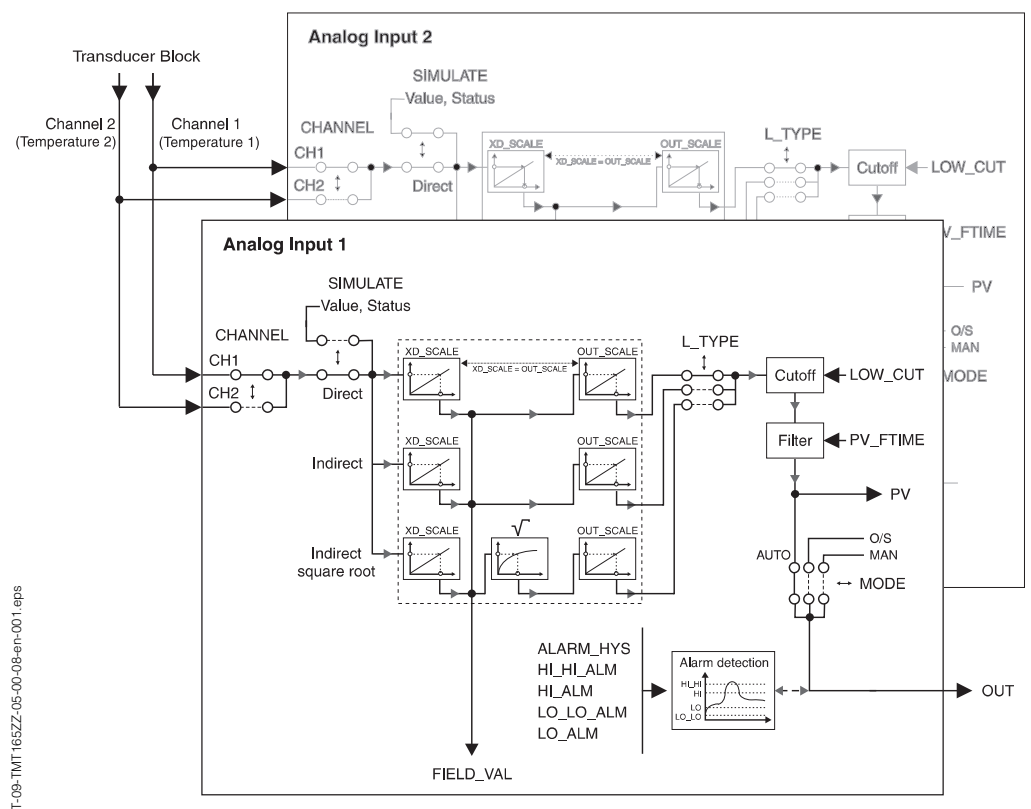 Analog Input 2
Transducer Block
SIMULATE
Value, Status
Channel 2
(Temperature 2)
Channel 1
(Temperature 1)
CHANNEL
CH1
CH2
Direct
XD_SCALE
XD_SCALE = OUT_SCALE
OUT_SCALE
L_TYPE
Cutoff
LOW_CUT
V_FTIME
PV
O/S
MAN
MODE
Analog Input 1
SIMULATE
Value, Status
CHANNEL
CH1
CH2
Direct
XD_SCALE
XD_SCALE = OUT_SCALE
OUT_SCALE
L_TYPE
Cutoff
LOW_CUT
Indirect
XD_SCALE
OUT_SCALE
Filter
PV_FTIME
PV
Indirect
square root
XD_SCALE
√
OUT_SCALE
AUTO
O/S
MAN
MODE
ALARM_HYS
HI_HI_ALM
HI_ALM
LO_LO_ALM
LO_ALM
Alarm detection
HI_HI
HI
LO
LO_LO
OUT
FIELD_VAL
T-09-TMT165ZZ-05-00-08-en-001.eps